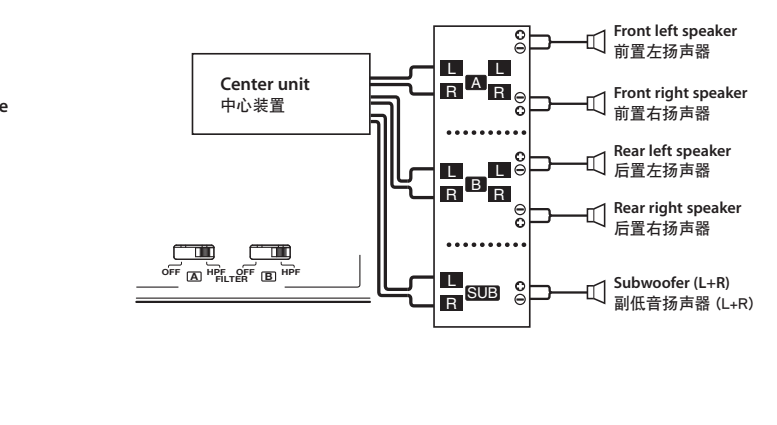 e
Center unit
中心装置
L L
A
R R
L L
B
R R
L
SUB
R
Front left speaker
前置左扬声器
Front right speaker
前置右扬声器
Rear left speaker
后置左扬声器
Rear right speaker
后置右扬声器
Subwoofer (L+R)
副低音扬声器 (L+R)
OFF HPF OFF HPF
A FILTER B